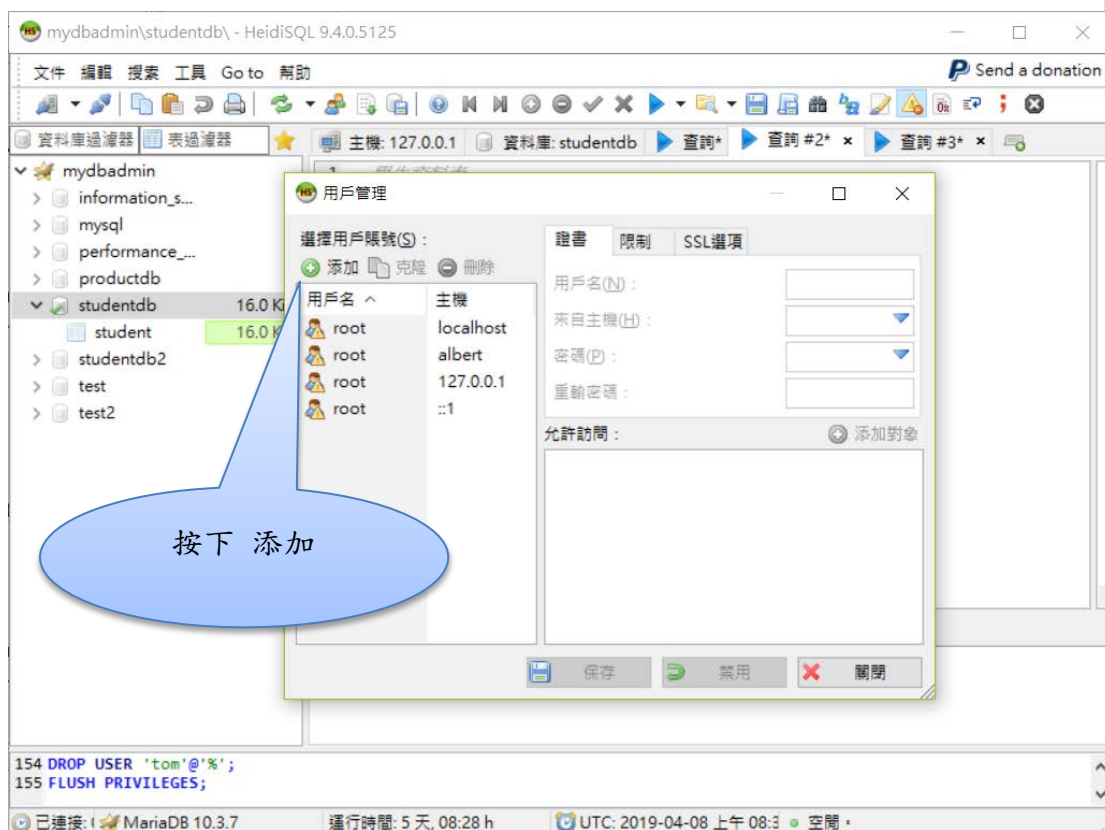 mydbadmin\studentdb\ - HeidiSQL 9.4.0.5125
文件 編輯 搜索 工具 Go to 幫助
Send a donation
資料庫過濾器 表過濾器
主機: 127.0.0.1 資料庫: studentdb 查詢* 查詢 #2* × 查詢 #3* ×
mydbadmin
information_s...
mysql
performance_...
productdb
studentdb 16.0 Ki
student 16.0 K
studentdb2
test
test2
1 學生資料表
用戶管理
選擇用戶賬號(S) :
添加 克隆 刪除
用戶名 主機
root localhost
root albert
root 127.0.0.1
root ::1
證書 限制 SSL選項
用戶名(N) :
來自主機(H) :
密碼(P) :
重輸密碼 :
允許訪問 : 添加對象
按下 添加
保存 禁用 關閉
154 DROP USER 'tom'@'%';
155 FLUSH PRIVILEGES;
已連接: MariaDB 10.3.7 運行時間: 5 天, 08:28 h UTC: 2019-04-08 上午 08:3 空閒。